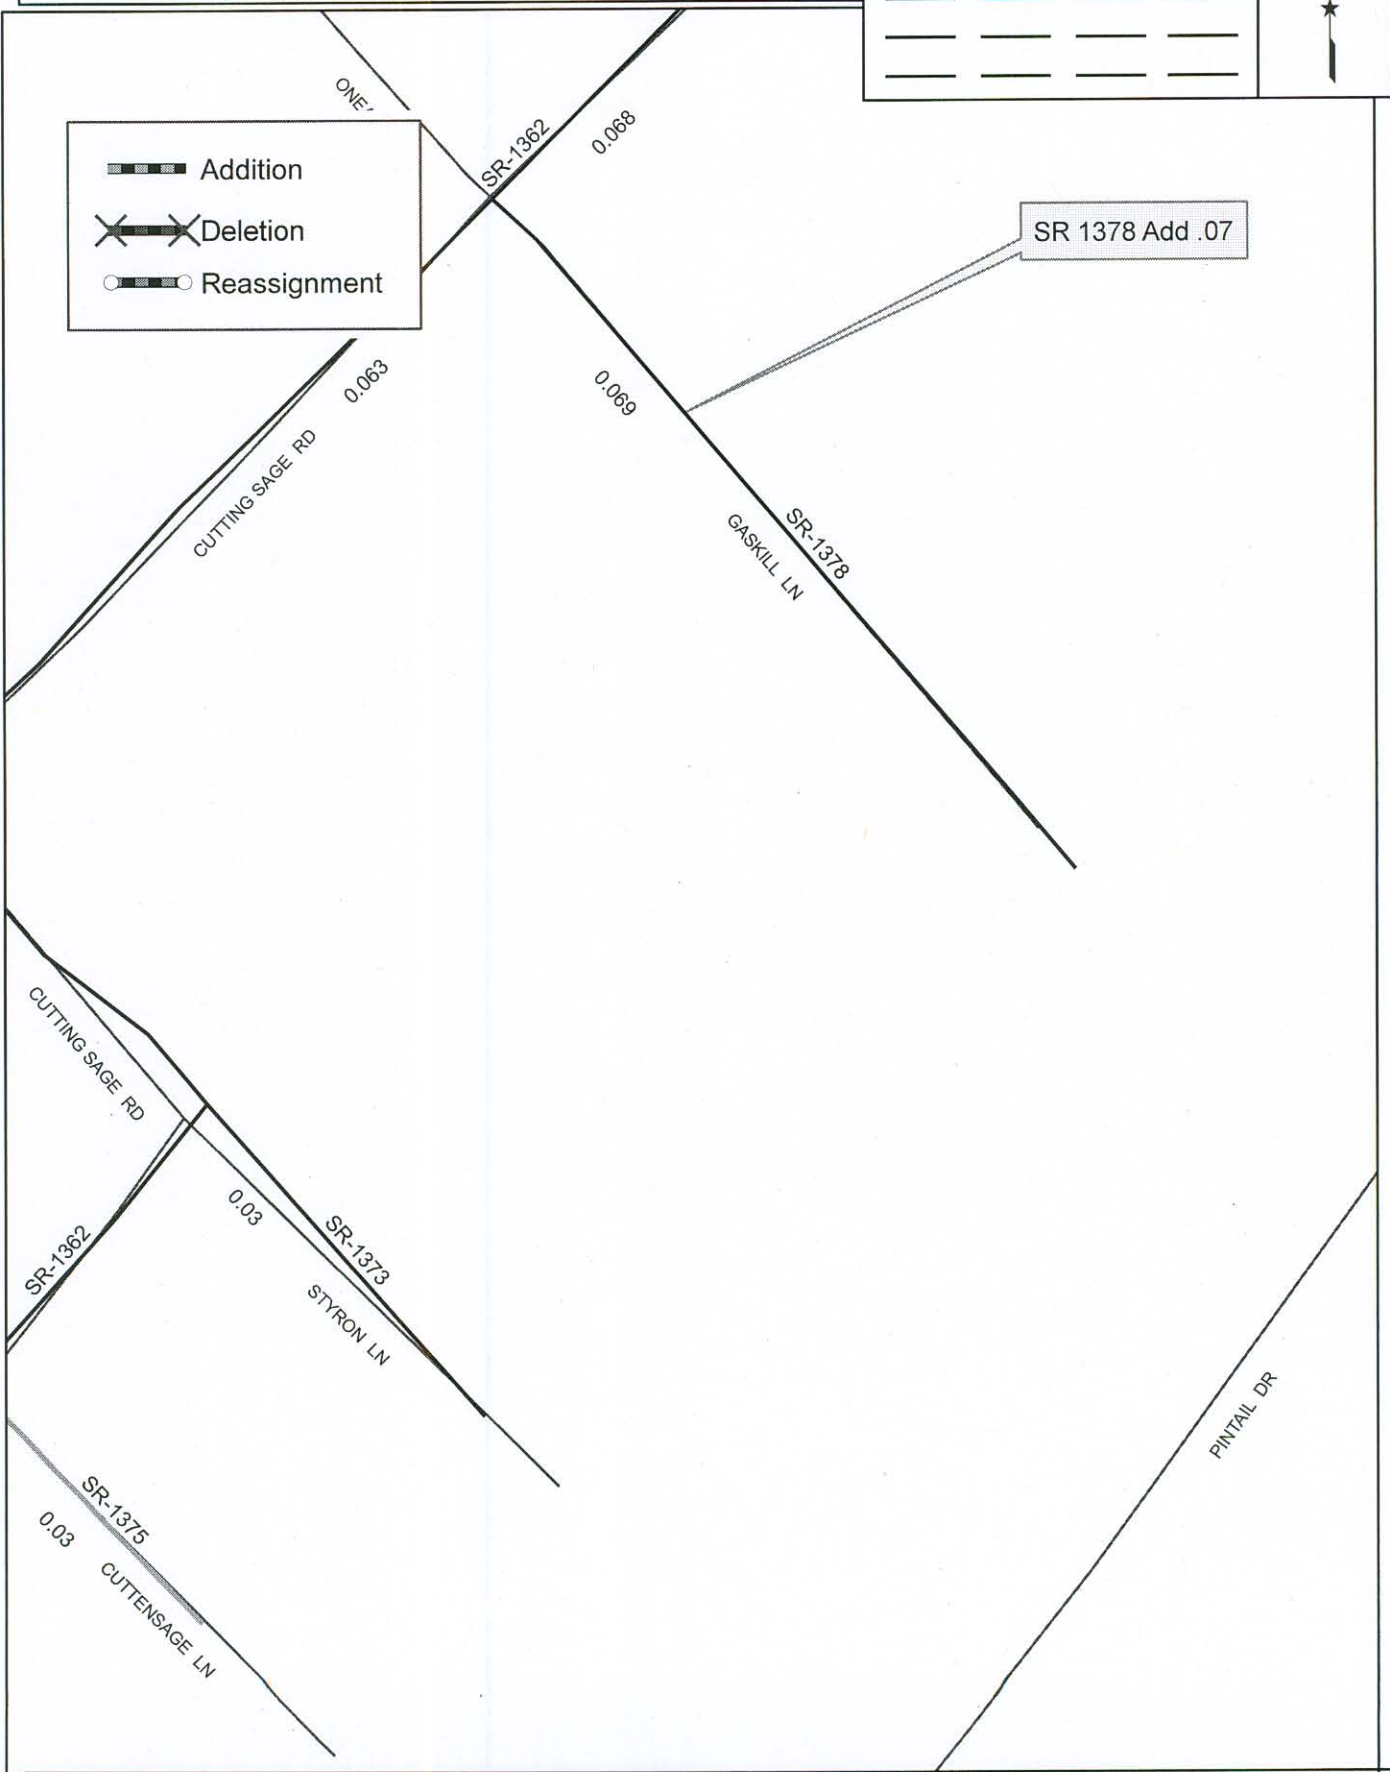 SR-1362
0.068
Addition
Deletion
Reassignment
SR 1378 Add .07
0.063
0.069
CUTTING SAGE RD
SR-1378
GASKILL LN
CUTTING SAGE RD
0.03
SR-1362
SR-1373
STYRON LN
PINTAIL DR
SR-1375
0.03
CUTTENSAGE LN